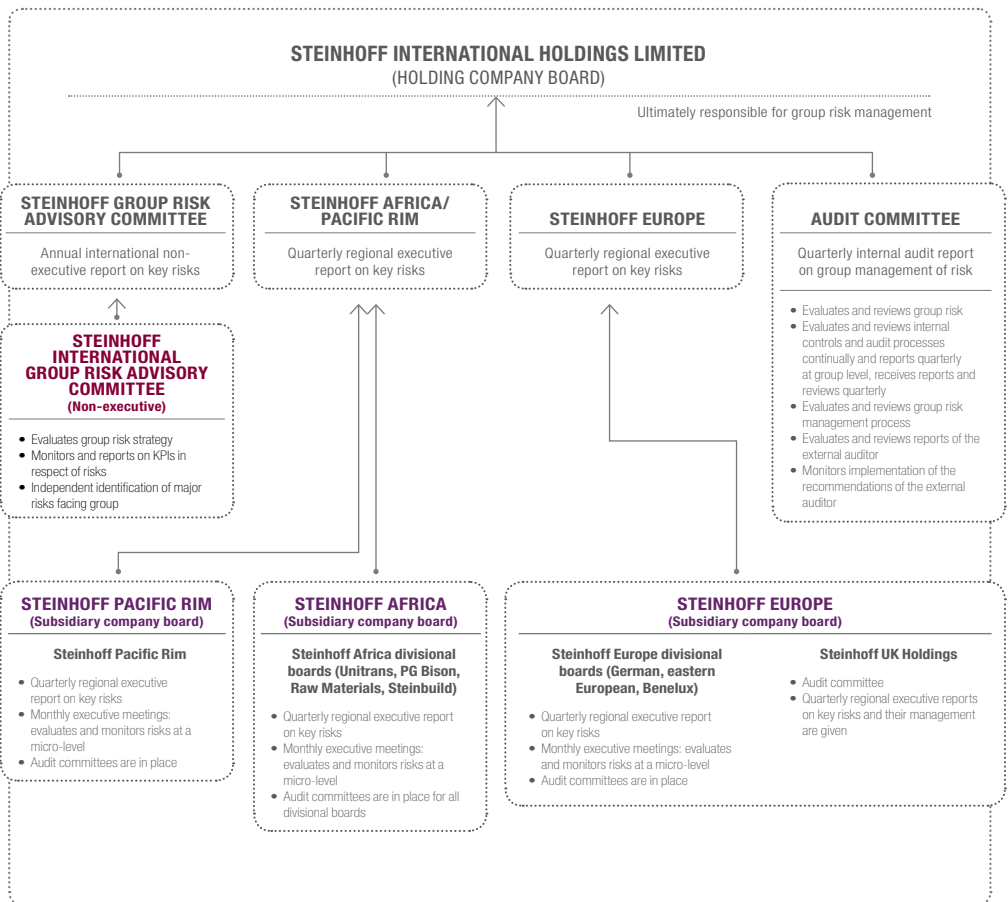 STEINHOFF INTERNATIONAL HOLDINGS LIMITED
(HOLDING COMPANY BOARD)
Ultimately responsible for group risk management
STEINHOFF GROUP RISK
ADVISORY COMMITTEE
Annual international non-
executive report on key risks
STEINHOFF AFRICA/
PACIFIC RIM
Quarterly regional executive
report on key risks
STEINHOFF EUROPE
Quarterly regional executive
report on key risks
AUDIT COMMITTEE
Quarterly internal audit report
on group management of risk
• Evaluates and reviews group risk
• Evaluates and reviews internal
controls and audit processes
continually and reports quarterly
at group level, receives reports and
reviews quarterly
• Evaluates and reviews group risk
management process
• Evaluates and reviews reports of the
external auditor
• Monitors implementation of the
recommendations of the external
auditor
STEINHOFF
INTERNATIONAL
GROUP RISK ADVISORY
COMMITTEE
(Non-executive)
• Evaluates group risk strategy
• Monitors and reports on KPIs in
respect of risks
• Independent identification of major
risks facing group
STEINHOFF PACIFIC RIM
(Subsidiary company board)
Steinhoff Pacific Rim
• Quarterly regional executive
report on key risks
• Monthly executive meetings:
evaluates and monitors risks at a
micro-level
• Audit committees are in place
STEINHOFF AFRICA
(Subsidiary company board)
Steinhoff Africa divisional
boards (Unitrans, PG Bison,
Raw Materials, Steinbuild)
• Quarterly regional executive report
on key risks
• Monthly executive meetings:
evaluates and monitors risks at a
micro-level
• Audit committees are in place for all
divisional boards
STEINHOFF EUROPE
(Subsidiary company board)
Steinhoff Europe divisional
boards (German, eastern
European, Benelux)
• Quarterly regional executive report
on key risks
• Monthly executive meetings: evaluates
and monitors risks at a micro-level
• Audit committees are in place
Steinhoff UK Holdings
• Audit committee
• Quarterly regional executive reports
on key risks and their management
are given